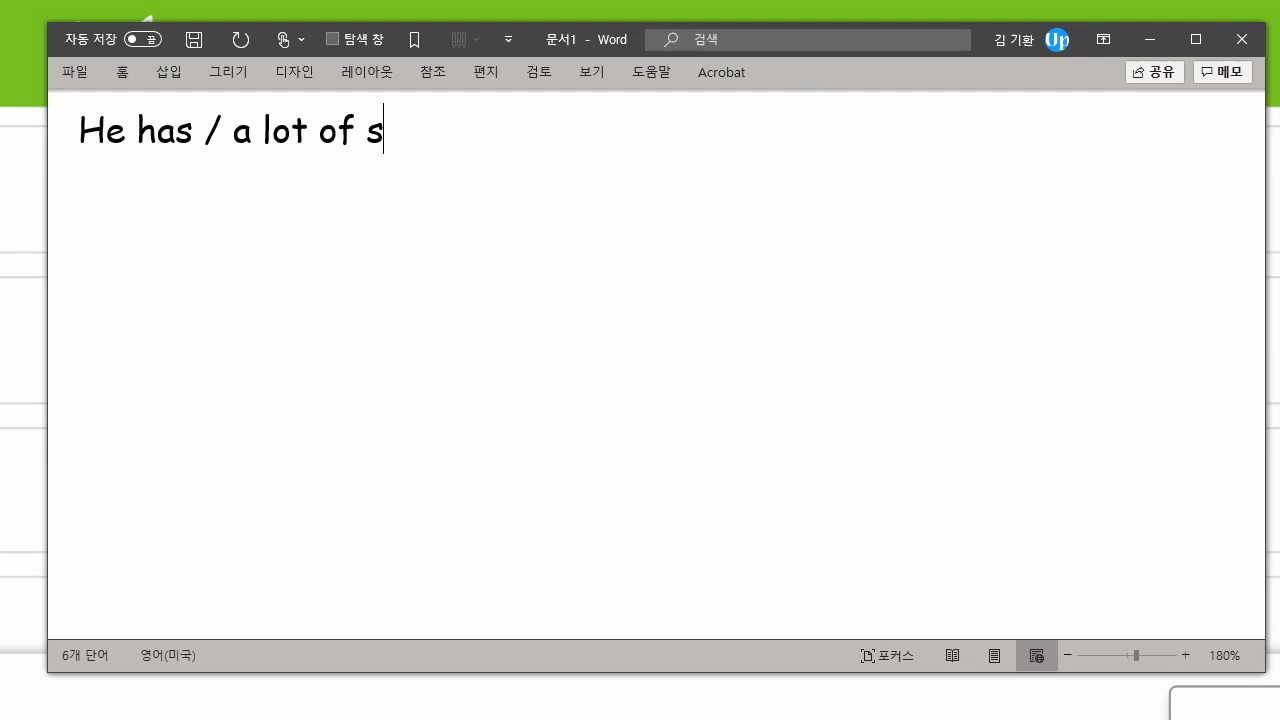 자동 저장 끔 탐색 창 문서1 - Word 검색 김 기환 Up
파일 홈 삽입 그리기 디자인 레이아웃 참조 편지 검토 보기 도움말 Acrobat 공유 메모
He has / a lot of s
6개 단어 영어(미국) 포커스 180%